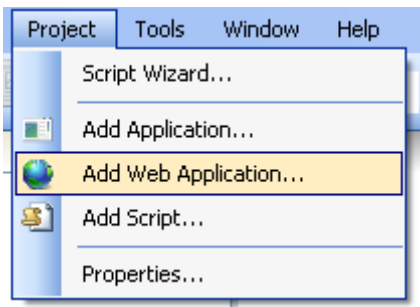 Project Tools Window Help
Script Wizard...
Add Application...
Add Web Application...
Add Script...
Properties...